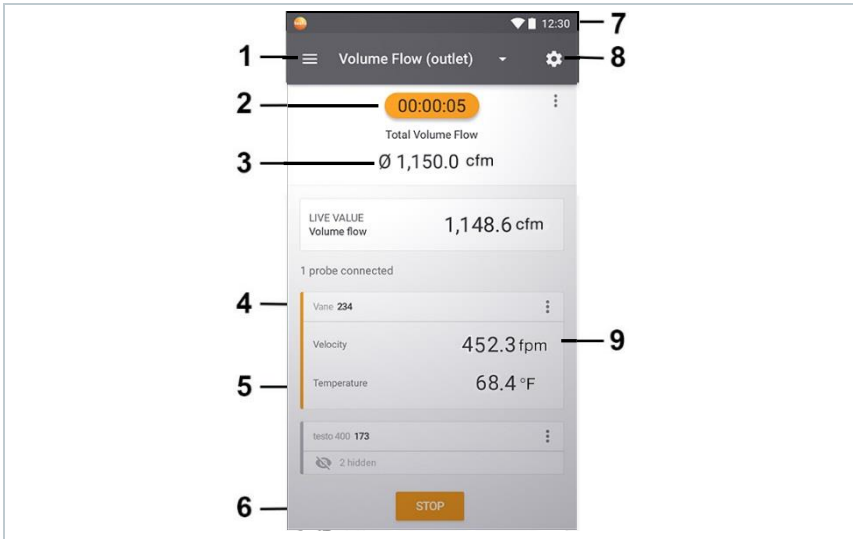 12:30
7
1
Volume Flow (outlet)
8
2
00:00:05
Total Volume Flow
3
Ø 1,150.0 cfm
LIVE VALUE
Volume flow
1,148.6 cfm
1 probe connected
4
Vane 234
Velocity
452.3 fpm
9
5
Temperature
68.4 °F
testo 400 173
2 hidden
6
STOP